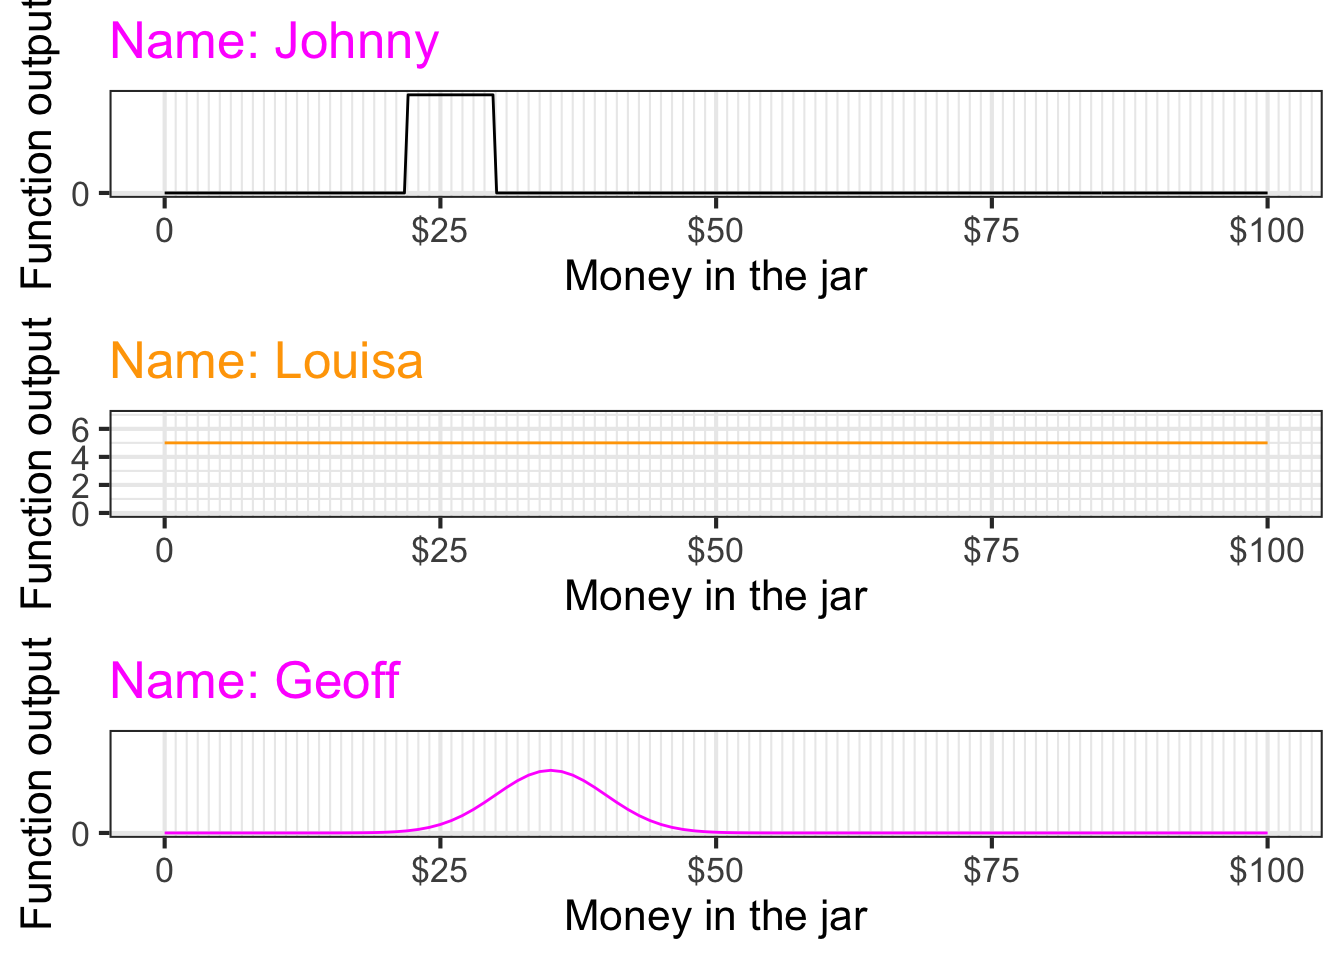 Name: Johnny
Function output
0
0 $25 $50 $75 $100
Money in the jar
Name: Louisa
Function output
6
4
2
0
0 $25 $50 $75 $100
Money in the jar
Name: Geoff
Function output
0
0 $25 $50 $75 $100
Money in the jar